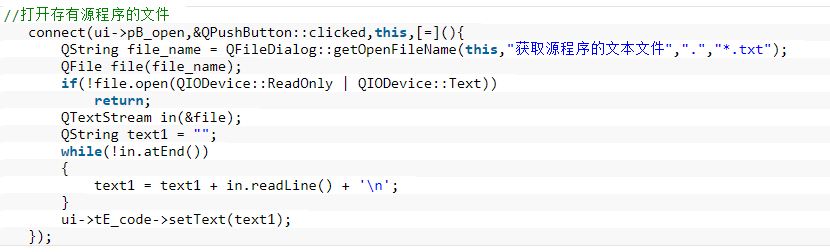 //打开存有源程序的文件
connect(ui->pB_open,&QPushButton::clicked,this,[=](){
QString file_name = QFileDialog::getOpenFileName(this,"获取源程序的文本文件",".","*.txt");
QFile file(file_name);
if(!file.open(QIODevice::ReadOnly | QIODevice::Text))
return;
QTextStream in(&file);
QString text1 = "";
while(!in.atEnd())
{
text1 = text1 + in.readLine() + '\n';
}
ui->tE_code->setText(text1);
});